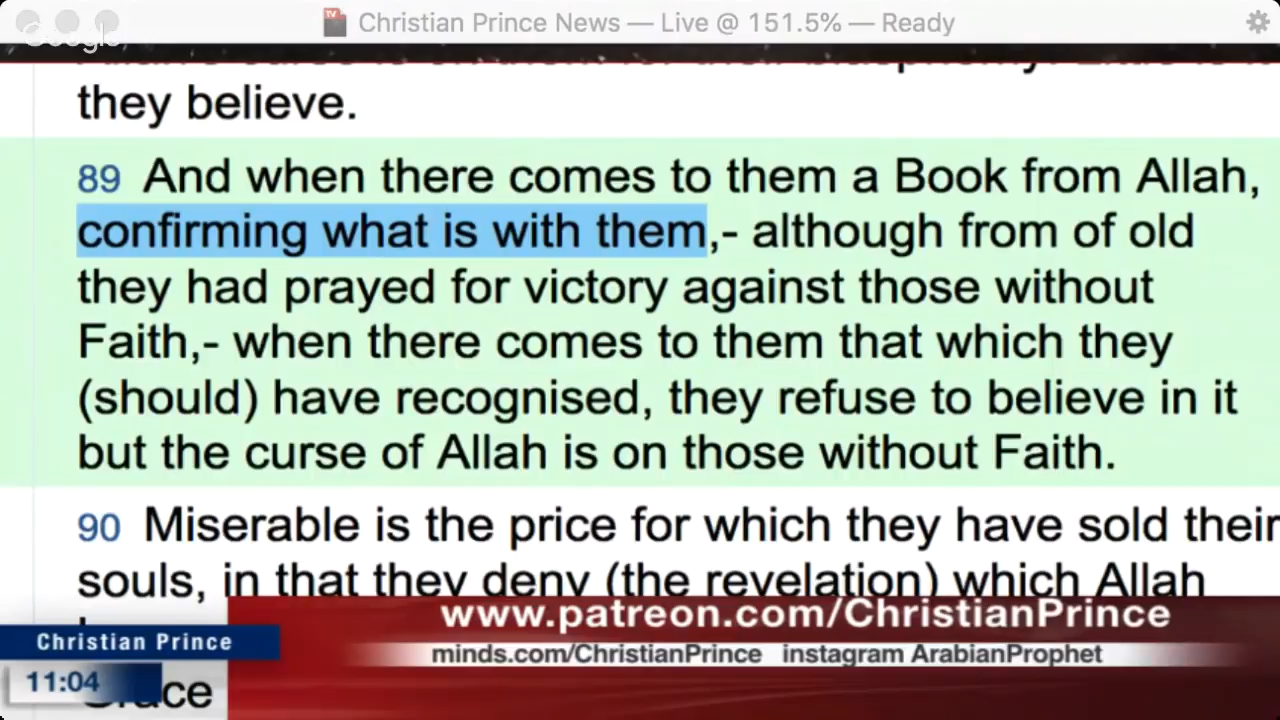 Christian Prince News — Live @ 151.5% — Ready
Google
they believe.
89 And when there comes to them a Book from Allah,
confirming what is with them,- although from of old
they had prayed for victory against those without
Faith,- when there comes to them that which they
(should) have recognised, they refuse to believe in it
but the curse of Allah is on those without Faith.
90 Miserable is the price for which they have sold their
souls, in that they deny (the revelation) which Allah
www.patreon.com/ChristianPrince
Christian Prince
minds.com/ChristianPrince instagram ArabianProphet
11:04